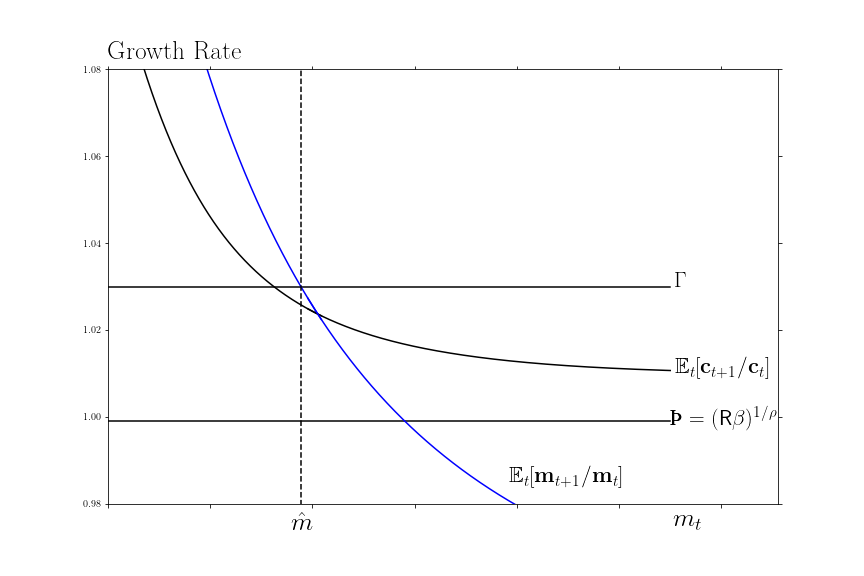 Growth Rate
1.08
1.06
1.04
Γ
1.02
𝔼ₜ[𝐜ₜ₊₁/𝐜ₜ]
1.00
Þ = (Rβ)^{1/ρ}
𝔼ₜ[𝐦ₜ₊₁/𝐦ₜ]
0.98
m̂
mₜ